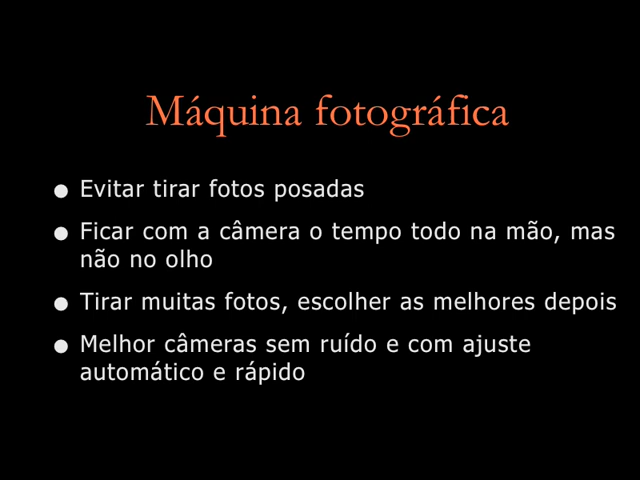 Máquina fotográfica
• Evitar tirar fotos posadas
• Ficar com a câmera o tempo todo na mão, mas
não no olho
• Tirar muitas fotos, escolher as melhores depois
• Melhor câmeras sem ruído e com ajuste
automático e rápido